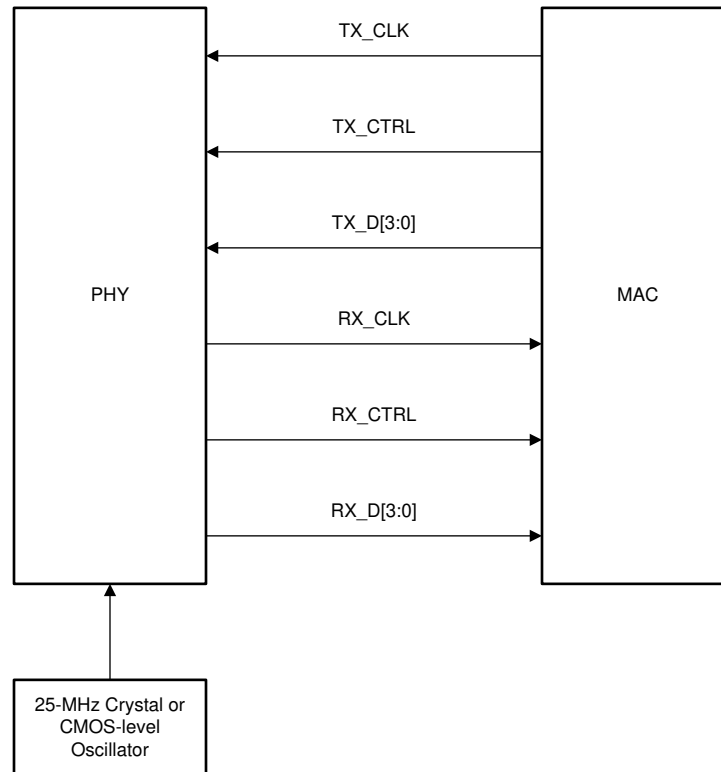 TX_CLK
TX_CTRL
TX_D[3:0]
PHY
MAC
RX_CLK
RX_CTRL
RX_D[3:0]
25-MHz Crystal or
CMOS-level
Oscillator